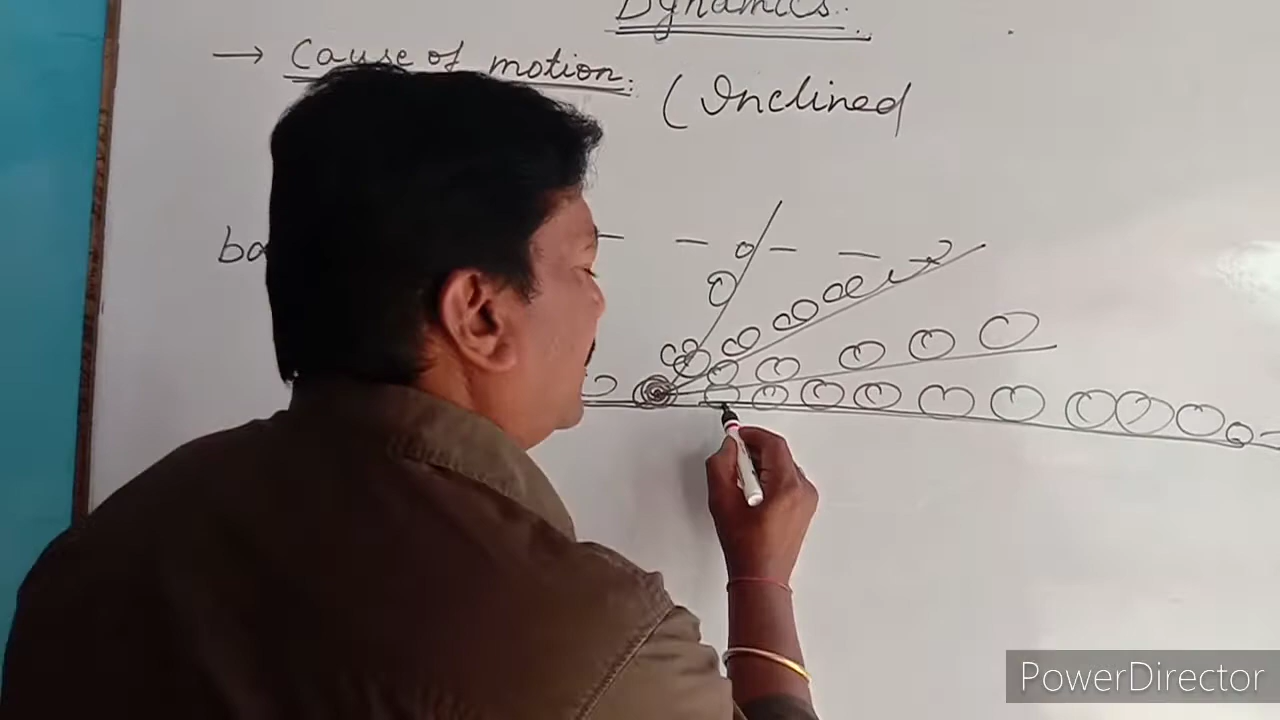 Dynamics:
→ Cause of motion: (Inclined
PowerDirector